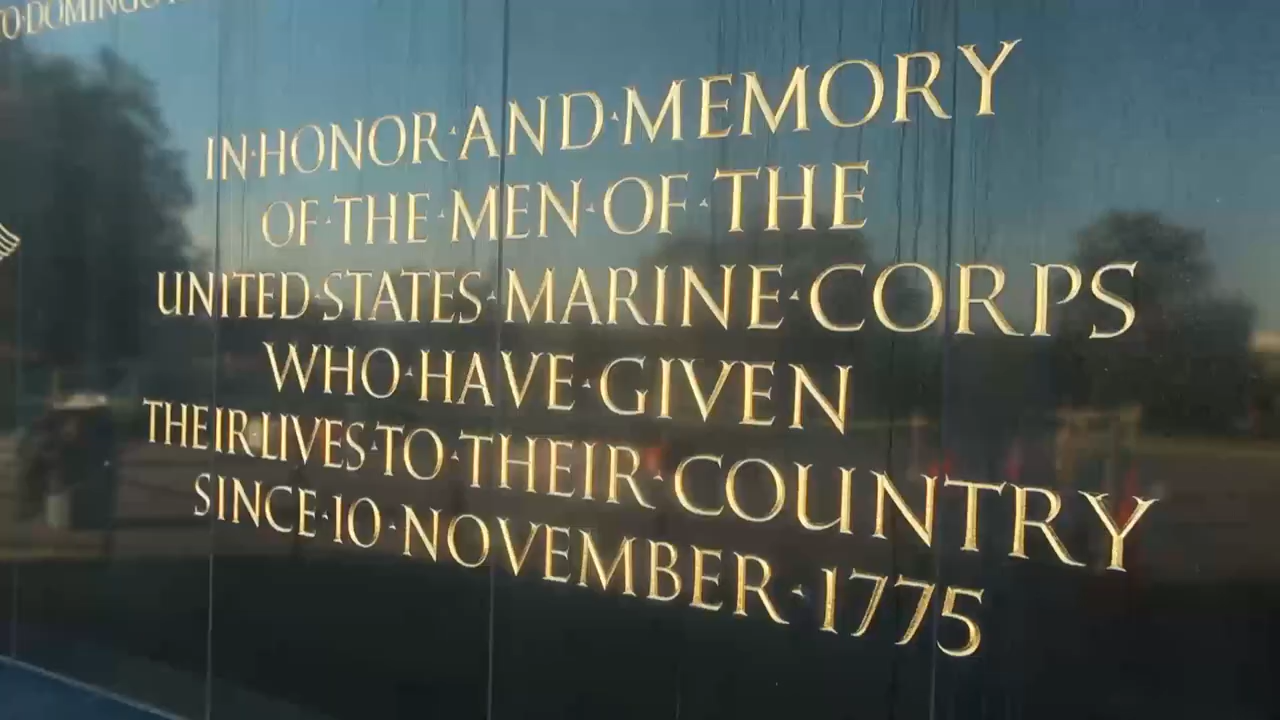 DOMINGO
IN·HONOR·AND·MEMORY
OF·THE·MEN·OF·THE
UNITED·STATES·MARINE·CORPS
WHO·HAVE·GIVEN
THEIR·LIVES·TO·THEIR·COUNTRY
SINCE·10·NOVEMBER·1775